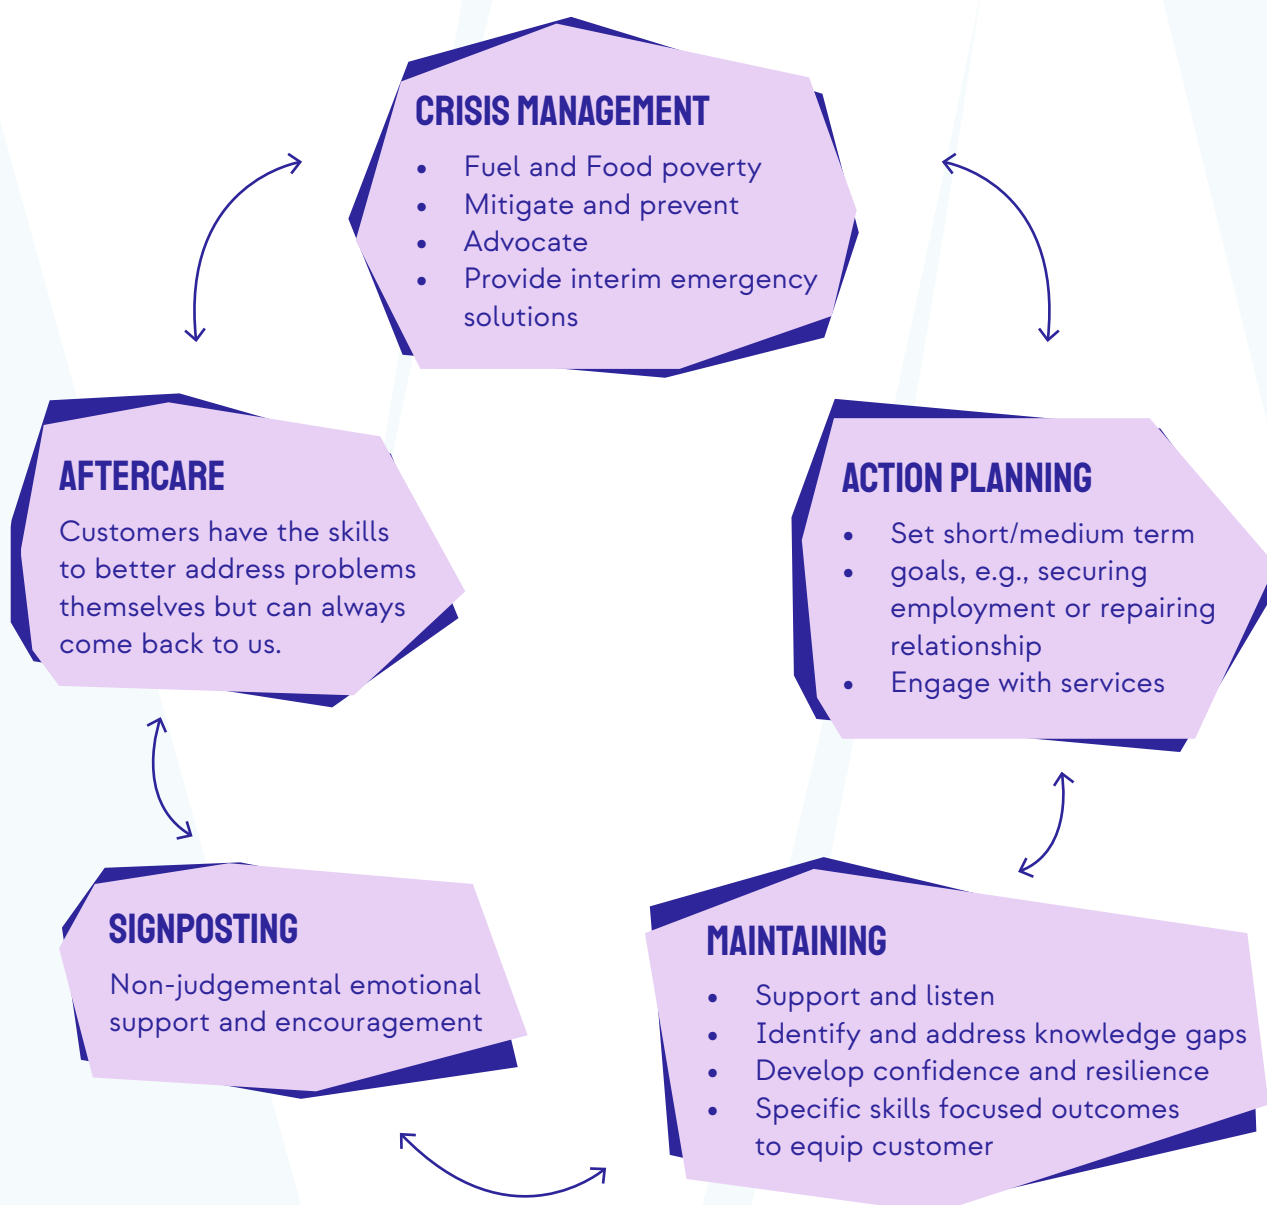 CRISIS MANAGEMENT
• Fuel and Food poverty
• Mitigate and prevent
• Advocate
• Provide interim emergency
solutions
AFTERCARE
Customers have the skills
to better address problems
themselves but can always
come back to us.
ACTION PLANNING
• Set short/medium term
• goals, e.g., securing
employment or repairing
relationship
• Engage with services
SIGNPOSTING
Non-judgemental emotional
support and encouragement
MAINTAINING
• Support and listen
• Identify and address knowledge gaps
• Develop confidence and resilience
• Specific skills focused outcomes
to equip customer